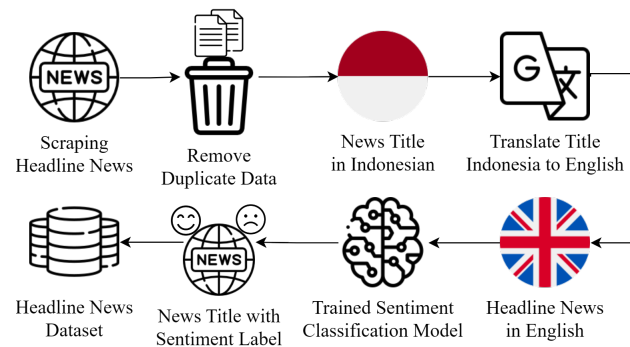 NEWS
Scraping
Headline News
Remove
Duplicate Data
News Title
in Indonesian
G 文
Translate Title
Indonesia to English
Headline News
in English
Trained Sentiment
Classification Model
NEWS
News Title with
Sentiment Label
Headline News
Dataset